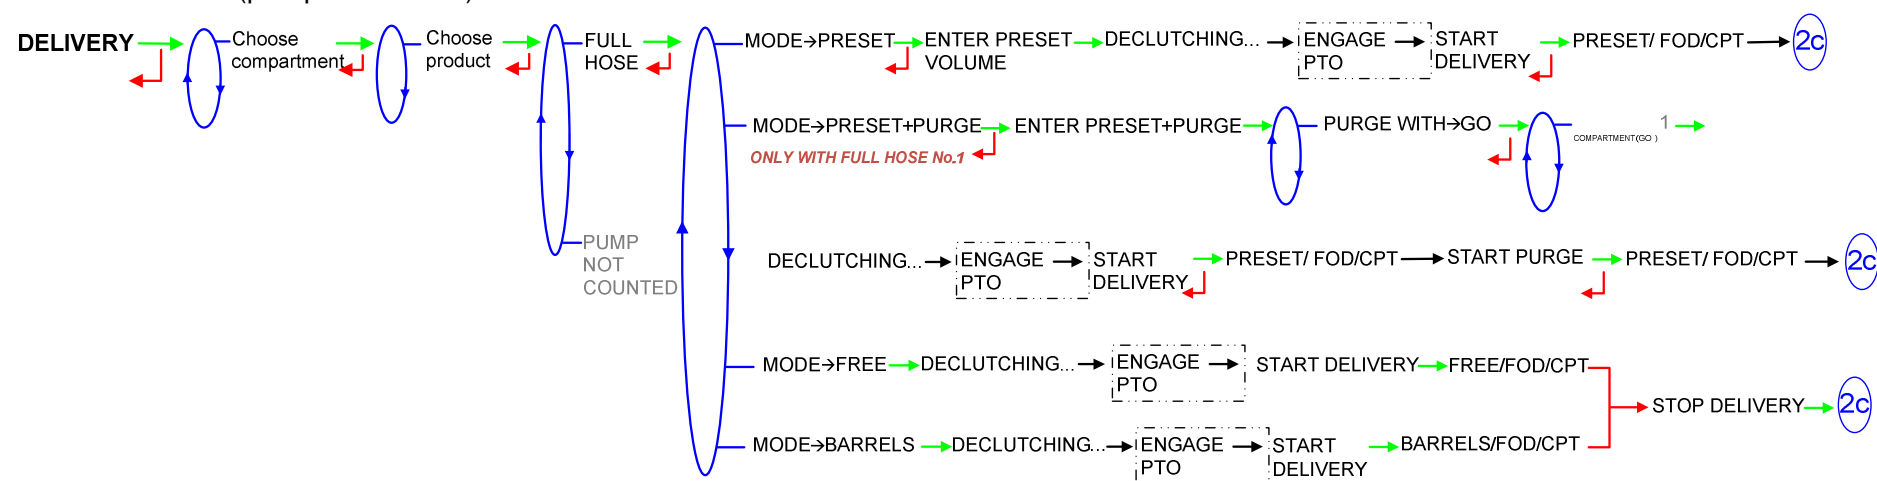 DELIVERY
Choose
compartment
Choose
product
FULL
HOSE
PUMP
NOT
COUNTED
MODE→PRESET
ENTER PRESET
VOLUME
DECLUTCHING...
ENGAGE
PTO
START
DELIVERY
PRESET/ FOD/CPT
2c
MODE→PRESET+PURGE
ONLY WITH FULL HOSE No.1
ENTER PRESET+PURGE
PURGE WITH→GO
COMPARTMENT(GO )
1
DECLUTCHING...
ENGAGE
PTO
START
DELIVERY
PRESET/ FOD/CPT
START PURGE
PRESET/ FOD/CPT
2c
MODE→FREE
DECLUTCHING...
ENGAGE
PTO
START DELIVERY
FREE/FOD/CPT
MODE→BARRELS
DECLUTCHING...
ENGAGE
PTO
START
DELIVERY
BARRELS/FOD/CPT
STOP DELIVERY
2c